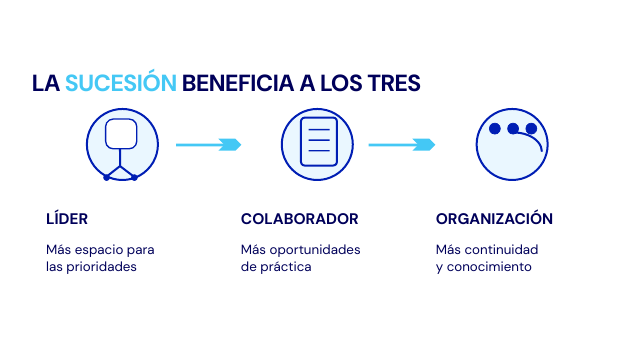 LA SUCESIÓN BENEFICIA A LOS TRES
LÍDER
Más espacio para
las prioridades
COLABORADOR
Más oportunidades
de práctica
ORGANIZACIÓN
Más continuidad
y conocimiento